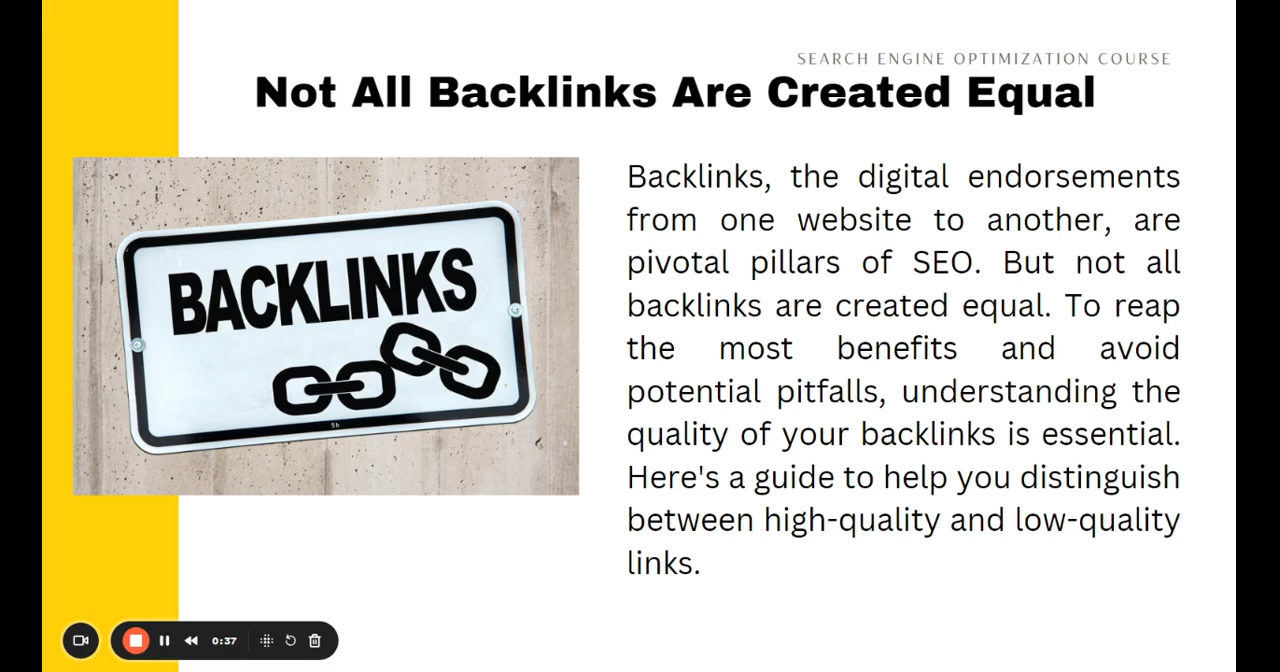 SEARCH ENGINE OPTIMIZATION COURSE
Not All Backlinks Are Created Equal
BACKLINKS
Backlinks, the digital endorsements
from one website to another, are
pivotal pillars of SEO. But not all
backlinks are created equal. To reap
the most benefits and avoid
potential pitfalls, understanding the
quality of your backlinks is essential.
Here's a guide to help you distinguish
between high-quality and low-quality
links.
0:37